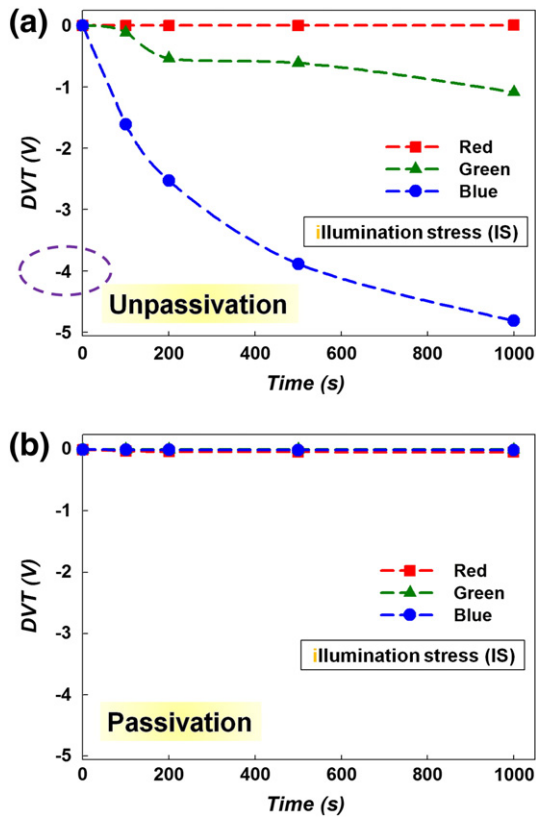 (a)
0
-1
-2
-3
-4
-5
DVT (V)
Red
Green
Blue
illumination stress (IS)
Unpassivation
0 200 400 600 800 1000
Time (s)
(b)
0
-1
-2
-3
-4
-5
DVT (V)
Red
Green
Blue
illumination stress (IS)
Passivation
0 200 400 600 800 1000
Time (s)